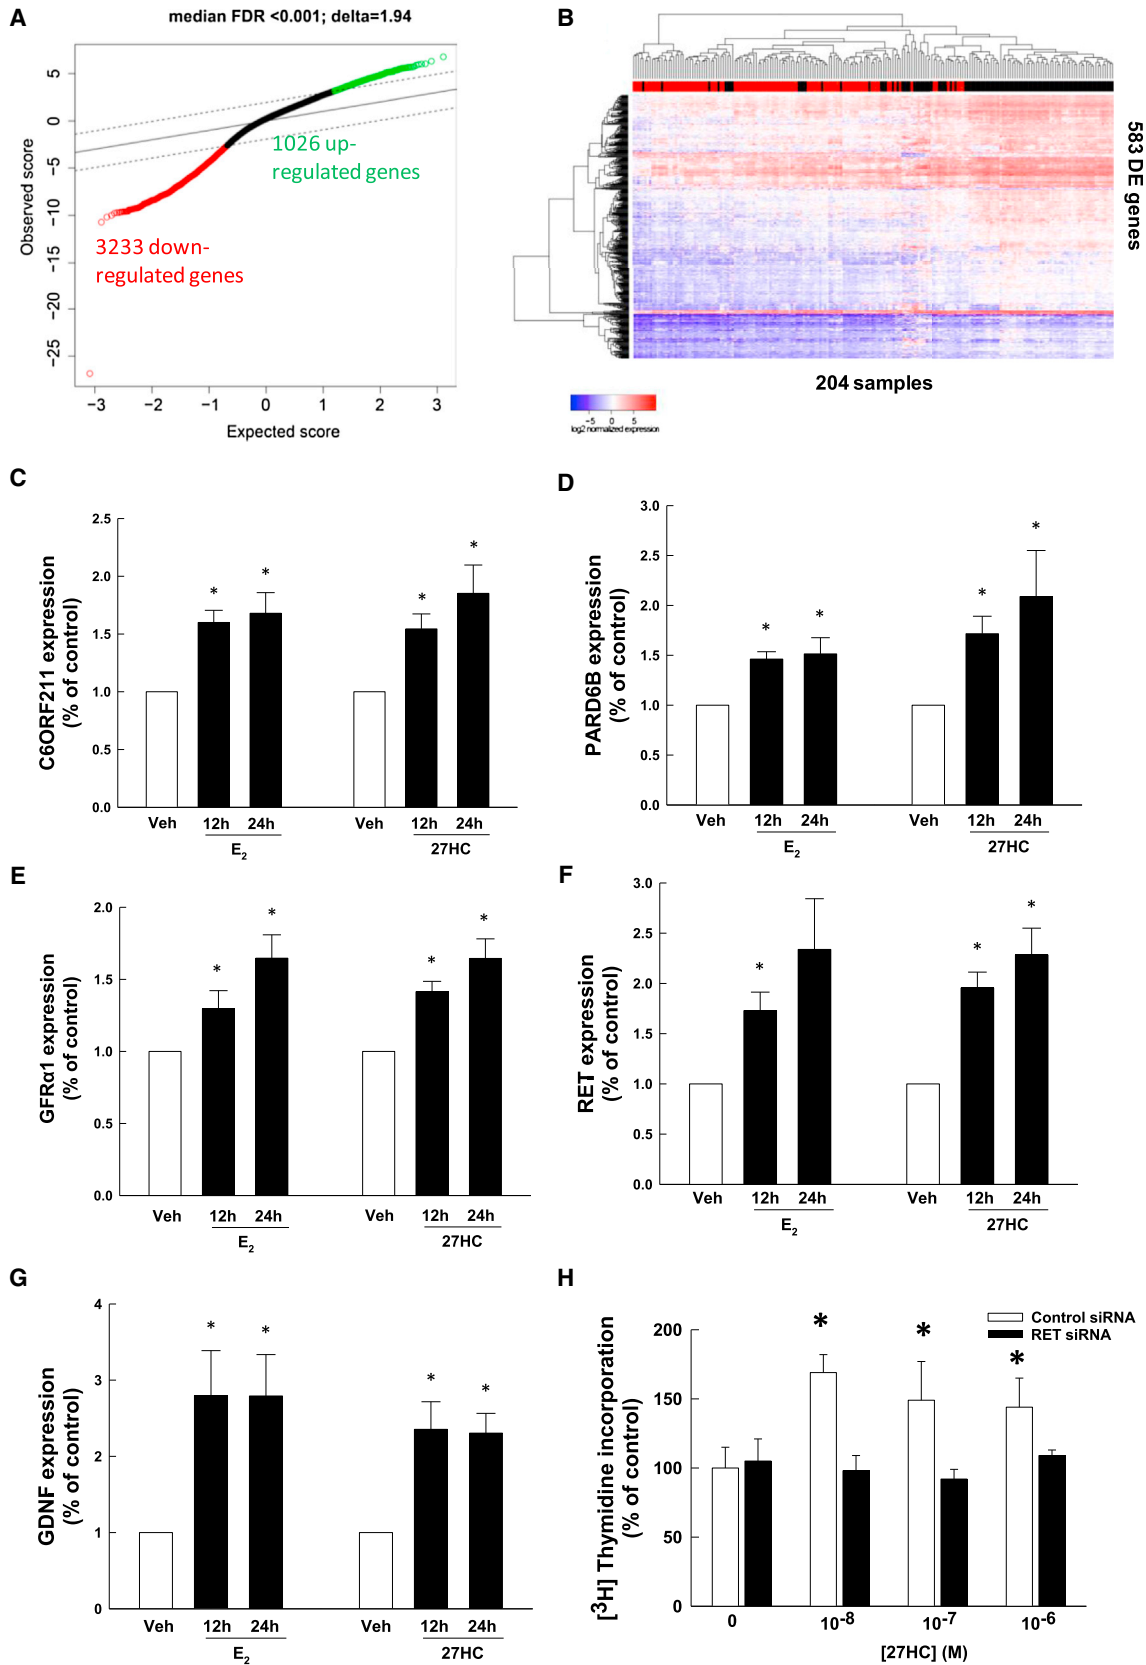 A
median FDR <0.001; delta=1.94
Observed score
5
0
−5
−10
−15
−20
−25
1026 up-
regulated genes
3233 down-
regulated genes
−3 −2 −1 0 1 2 3
Expected score
B
583 DE genes
204 samples
−5 0 5
log2 normalized expression
C
C6ORF211 expression
(% of control)
2.5
2.0
1.5
1.0
0.5
0.0
* * * *
Veh 12h 24h Veh 12h 24h
E2 27HC
D
PARD6B expression
(% of control)
3.0
2.5
2.0
1.5
1.0
0.5
0.0
* * * *
Veh 12h 24h Veh 12h 24h
E2 27HC
E
GFRα1 expression
(% of control)
2.0
1.5
1.0
0.5
0.0
* * * *
Veh 12h 24h Veh 12h 24h
E2 27HC
F
RET expression
(% of control)
3.0
2.5
2.0
1.5
1.0
0.5
0.0
* * *
Veh 12h 24h Veh 12h 24h
E2 27HC
G
GDNF expression
(% of control)
4
3
2
1
0
* * * *
Veh 12h 24h Veh 12h 24h
E2 27HC
H
[3H] Thymidine incorporation
(% of control)
Control siRNA
RET siRNA
200
150
100
50
0
* * *
0 10-8 10-7 10-6
[27HC] (M)